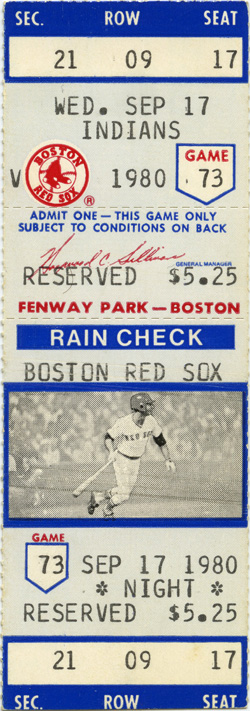 SEC. ROW SEAT
21 09 17
WED. SEP 17
INDIANS
V BOSTON RED SOX ® 1980 GAME 73
ADMIT ONE — THIS GAME ONLY
SUBJECT TO CONDITIONS ON BACK
Haywood C. Sullivan GENERAL MANAGER
RESERVED $5.25
FENWAY PARK — BOSTON
RAIN CHECK
BOSTON RED SOX
RED SOX
GAME
73 SEP 17 1980
* NIGHT *
RESERVED $5.25
21 09 17
SEC. ROW SEAT